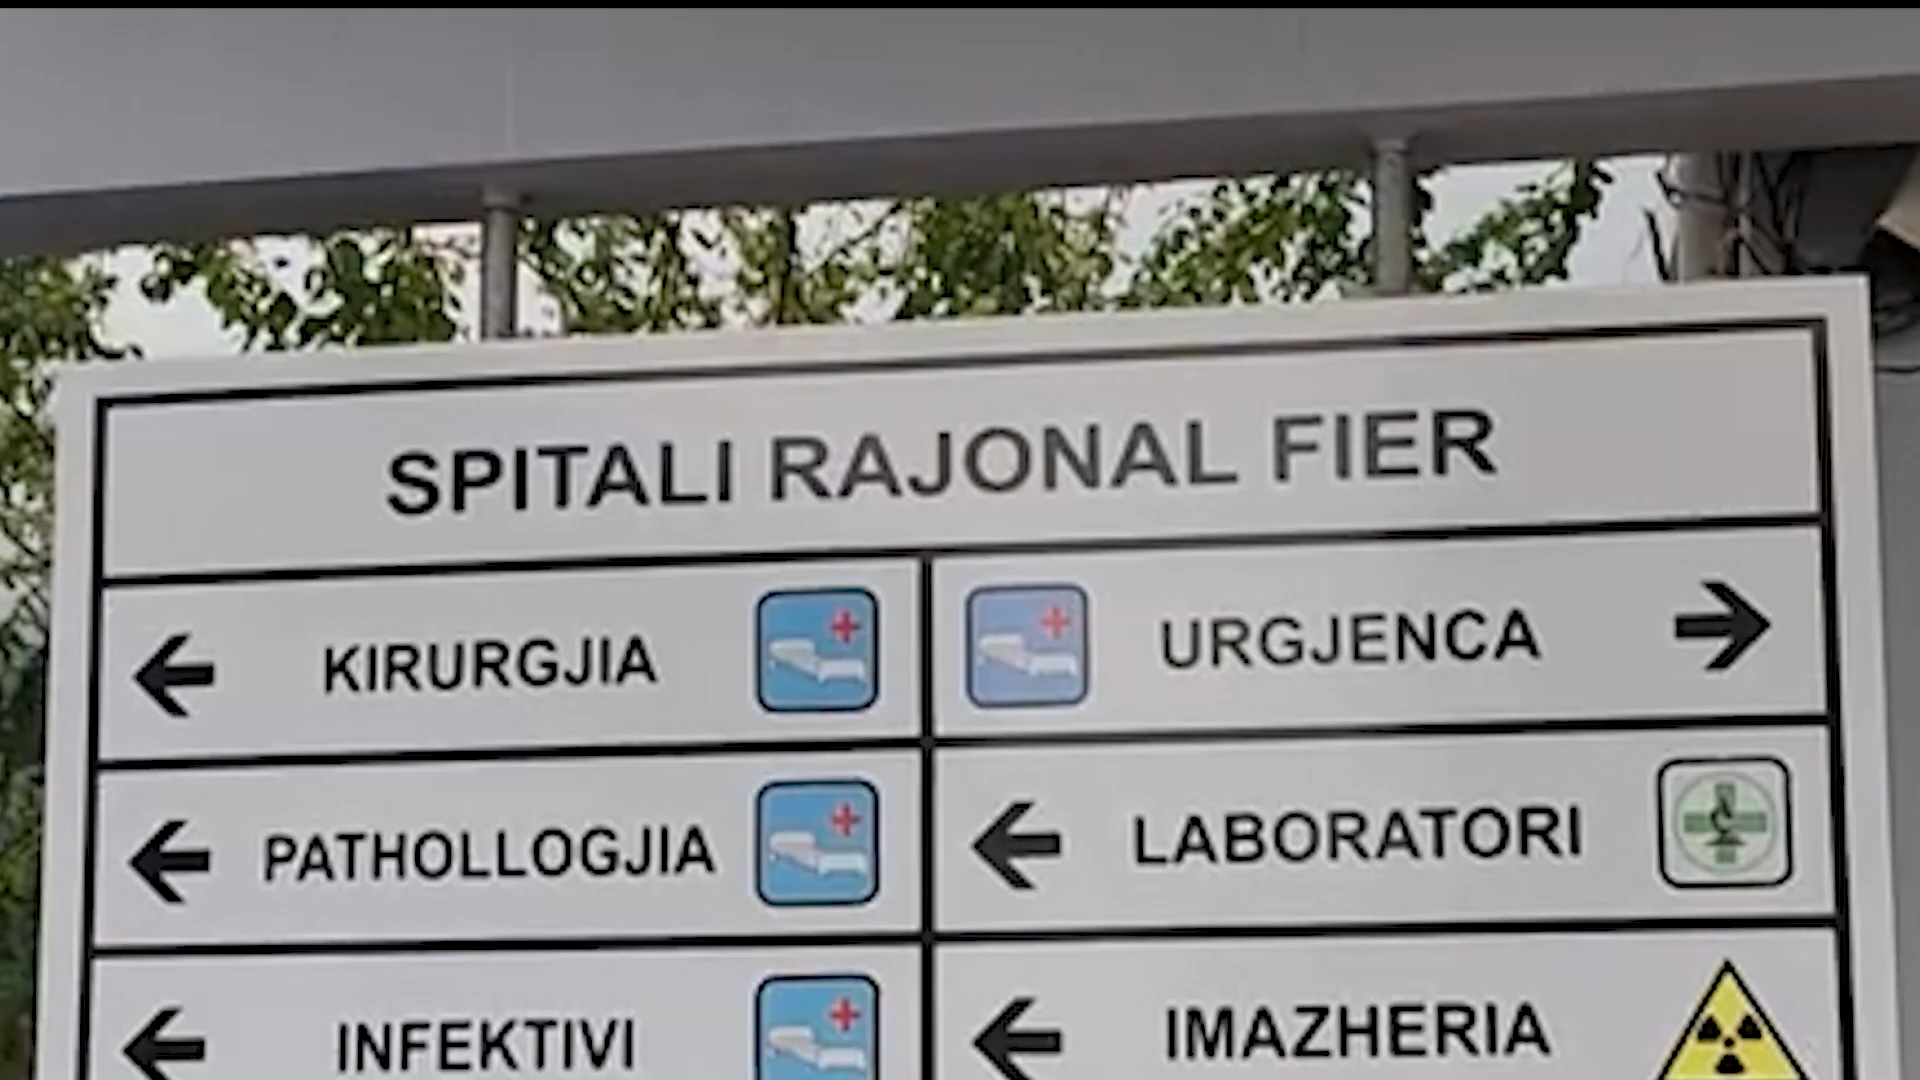 SPITALI RAJONAL FIER
KIRURGJIA
URGJENCA
PATHOLLOGJIA
LABORATORI
INFEKTIVI
IMAZHERIA